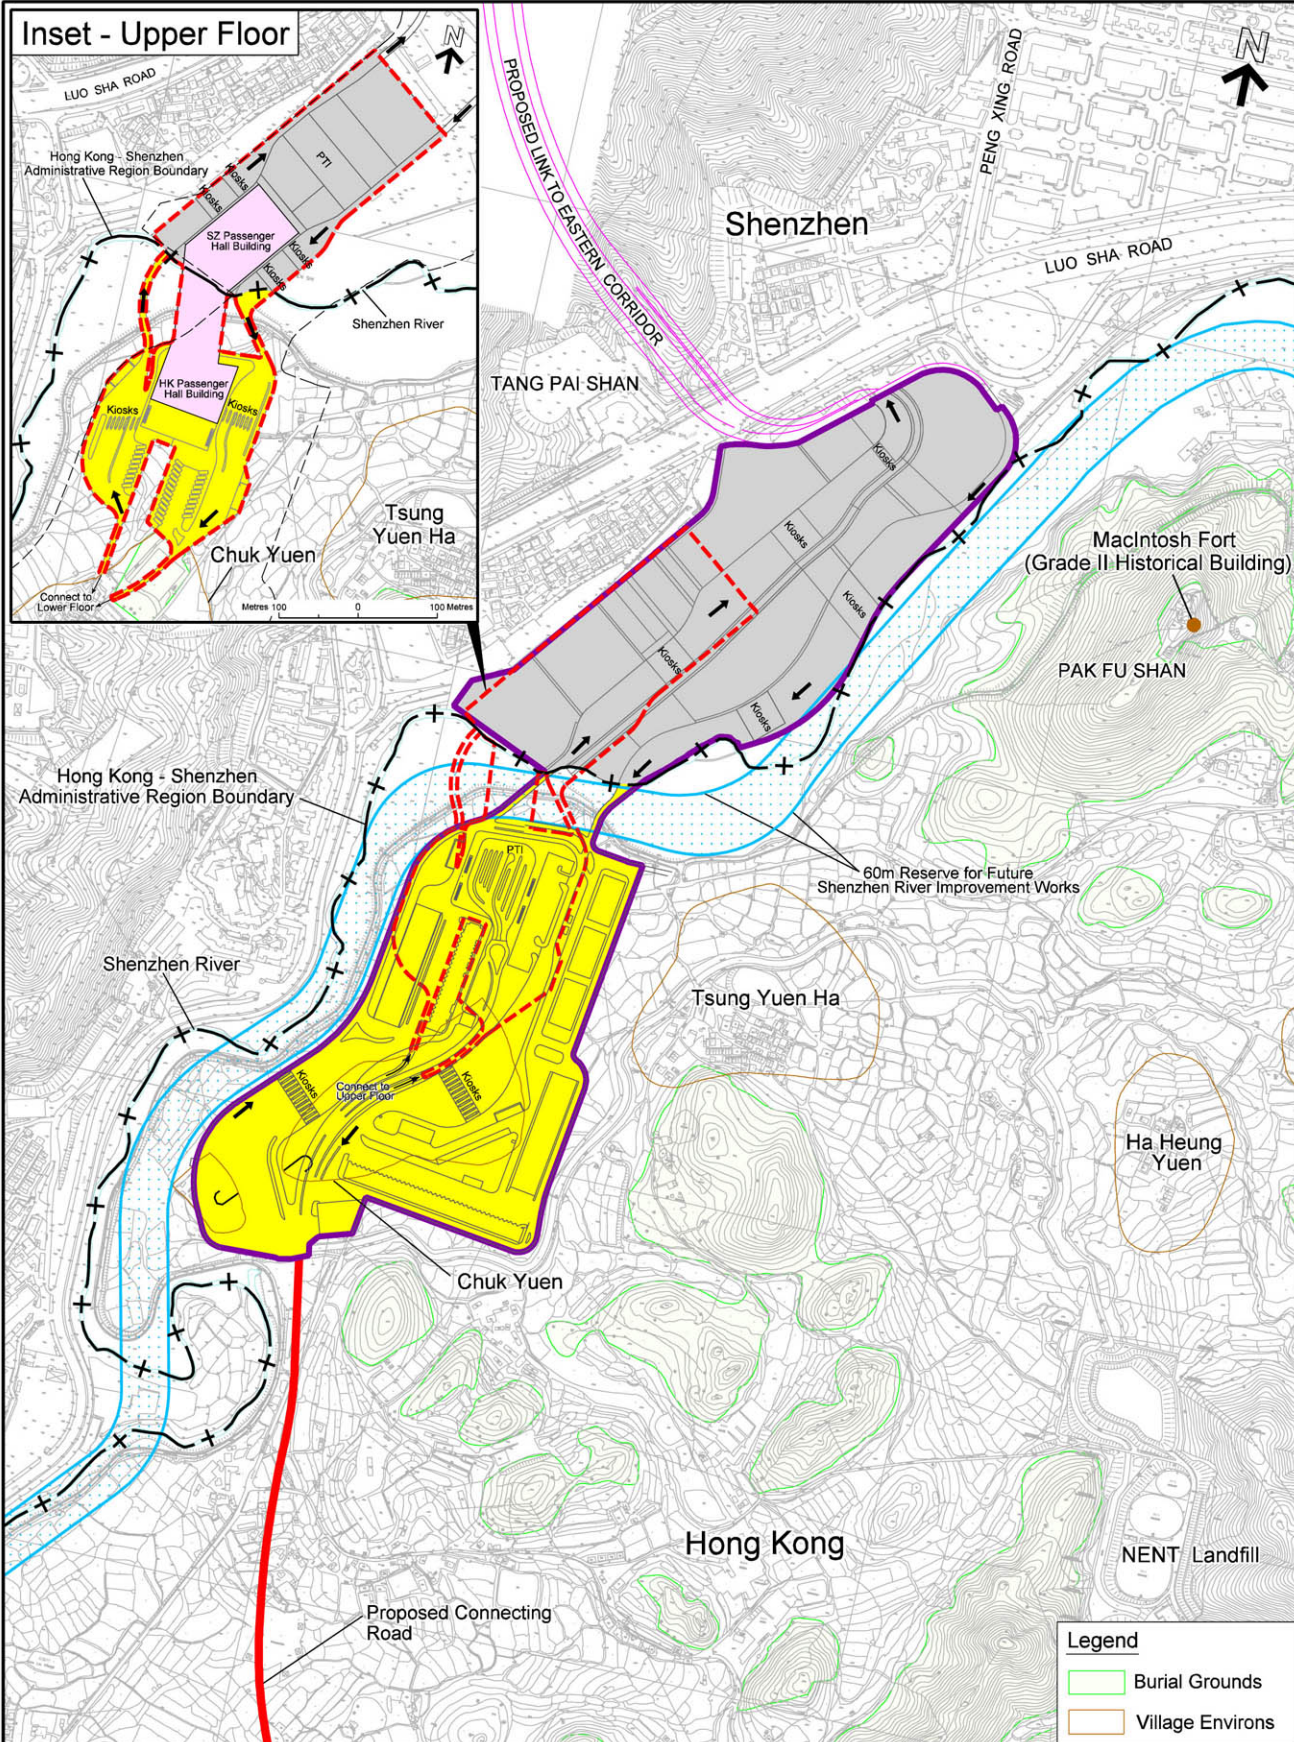 Inset - Upper Floor
N
LUO SHA ROAD
Hong Kong - Shenzhen
Administrative Region Boundary
PTI
Kiosks
Kiosks
SZ Passenger
Hall Building
Kiosks
Kiosks
Shenzhen River
HK Passenger
Hall Building
Kiosks
Kiosks
Tsung
Yuen Ha
Chuk Yuen
Connect to
Lower Floor
Metres 100 0 100 Metres
N
PROPOSED LINK TO EASTERN CORRIDOR
PENG XING ROAD
Shenzhen
LUO SHA ROAD
TANG PAI SHAN
Kiosks
Kiosks
Kiosks
Kiosks
Kiosks
MacIntosh Fort
(Grade II Historical Building)
PAK FU SHAN
Hong Kong - Shenzhen
Administrative Region Boundary
PTI
60m Reserve for Future
Shenzhen River Improvement Works
Shenzhen River
Tsung Yuen Ha
Kiosks
Connect to
Upper Floor
Kiosks
Ha Heung
Yuen
Chuk Yuen
Hong Kong
NENT Landfill
Proposed Connecting
Road
Legend
Burial Grounds
Village Environs